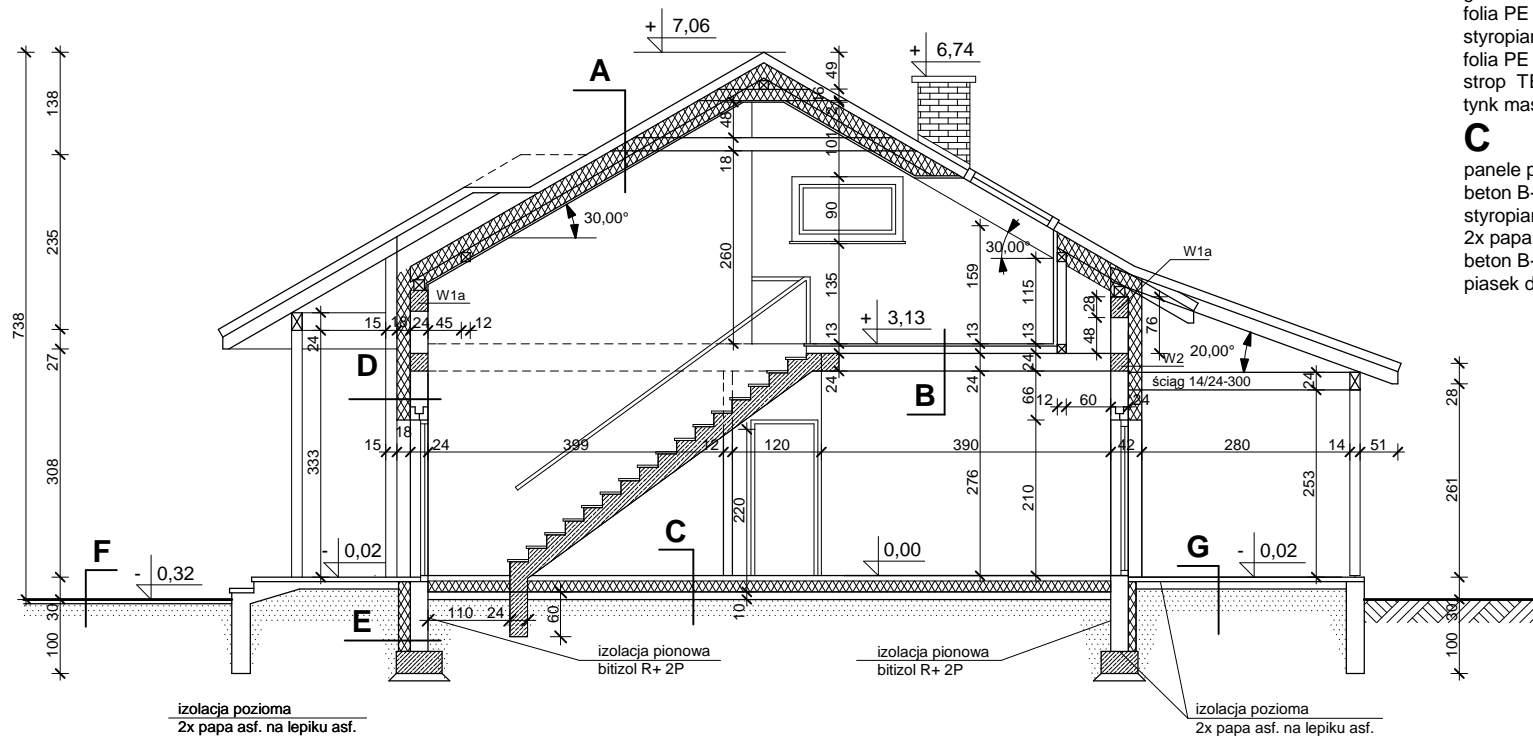 + 7,06
+ 6,74
A
49
16
138
48
18
101
90
30,00°
30,00°
235
260
135
159
115
W1a
W1a
28
48
76
+ 3,13
13
13
13
15 18 24 45 12
24
27
738
D
24
24
24
B
66
W2
20,00°
ściąg 14/24-300
24
28
12 60 24
18
15
24
399
12
120
390
42
280
14
51
333
308
220
276
210
253
261
C
F
G
- 0,32
- 0,02
0,00
- 0,02
30
100
E
110 24
60
10
30
100
izolacja pionowa
bitizol R+ 2P
izolacja pionowa
bitizol R+ 2P
izolacja pozioma
2x papa asf. na lepiku asf.
izolacja pozioma
2x papa asf. na lepiku asf.
folia PE
styropian
folia PE
strop TE
tynk mas
C
panele p
beton B-
styropian
2x papa
beton B-
piasek d